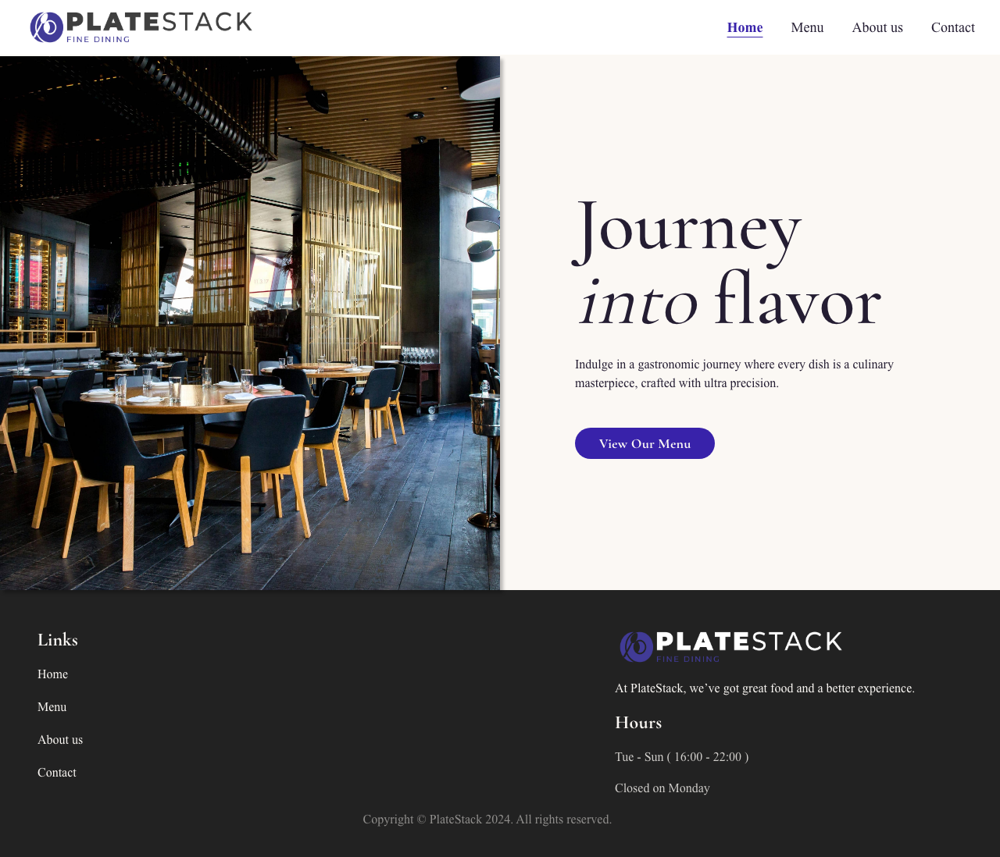 PLATESTACK
FINE DINING
Home
Menu
About us
Contact
Journey
into flavor
Indulge in a gastronomic journey where every dish is a culinary
masterpiece, crafted with ultra precision.
View Our Menu
Links
Home
Menu
About us
Contact
PLATESTACK
FINE DINING
At PlateStack, we’ve got great food and a better experience.
Hours
Tue - Sun ( 16:00 - 22:00 )
Closed on Monday
Copyright © PlateStack 2024. All rights reserved.